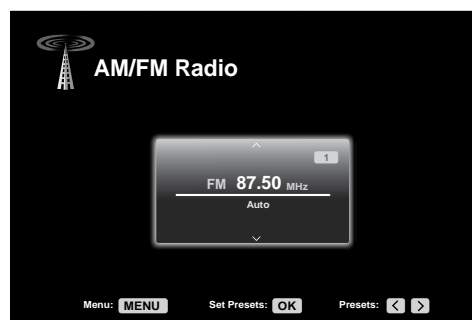 AM/FM Radio
1
FM 87.50 MHz
Auto
Menu: MENU Set Presets: OK Presets: < >